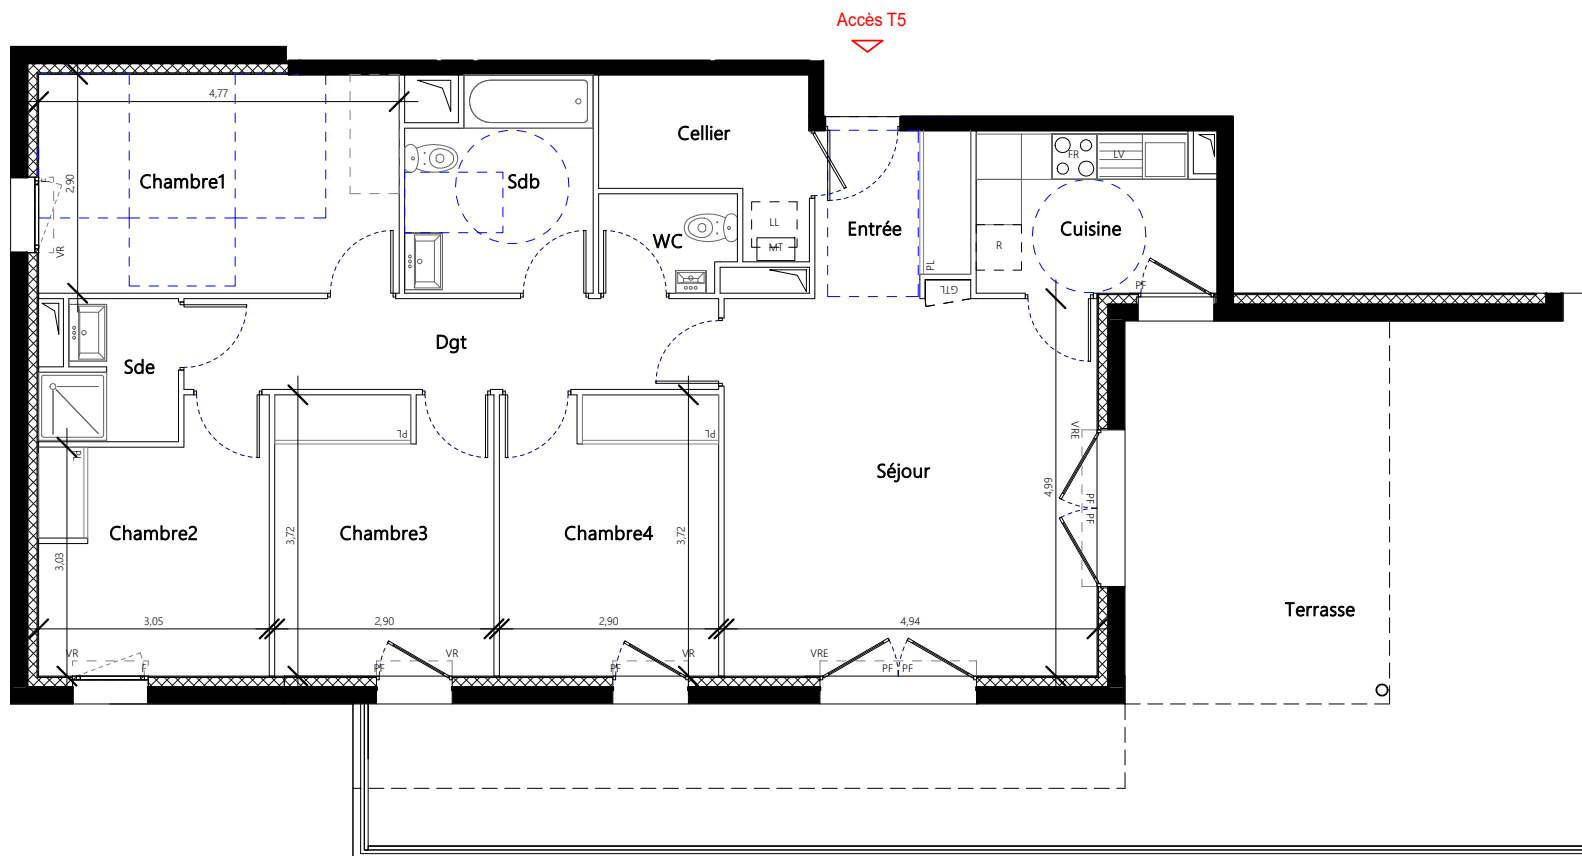 Accès T5
4,77
FR
LV
Cellier
2,90
Chambre1
Sdb
LL
WC
Entrée
Cuisine
VR
MT
R
PL
PF
GTL
Dgt
Sde
VRE
PL
PL
PL
Séjour
4,99
PF
PF
Chambre2
Chambre3
Chambre4
3,72
3,72
3,03
Terrasse
3,05
2,90
2,90
4,94
VR
F
PF
VR
PF
VR
VRE
PF
PF